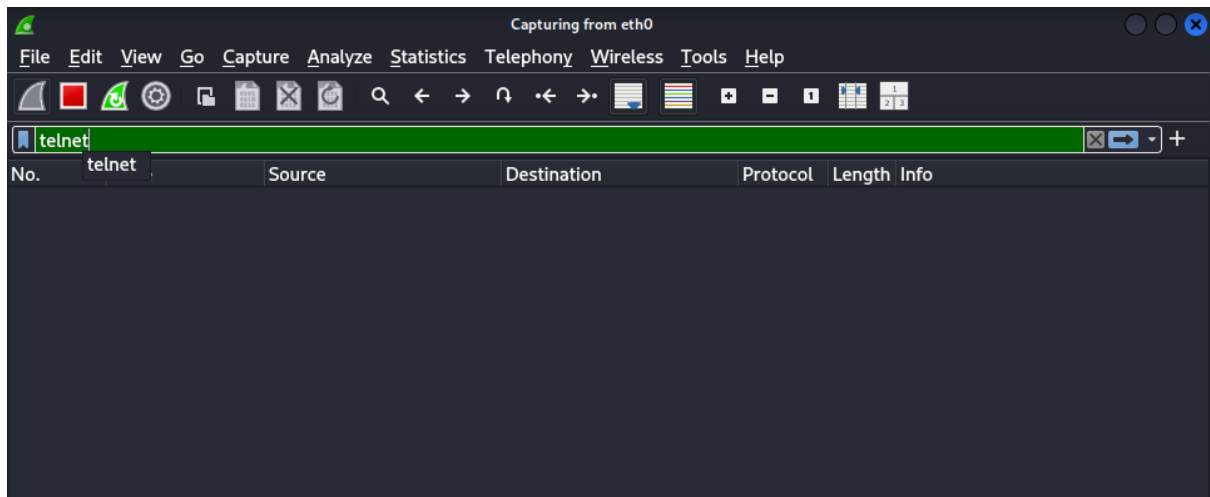 Capturing from eth0
File Edit View Go Capture Analyze Statistics Telephony Wireless Tools Help
telnet
telnet
No. Source Destination Protocol Length Info